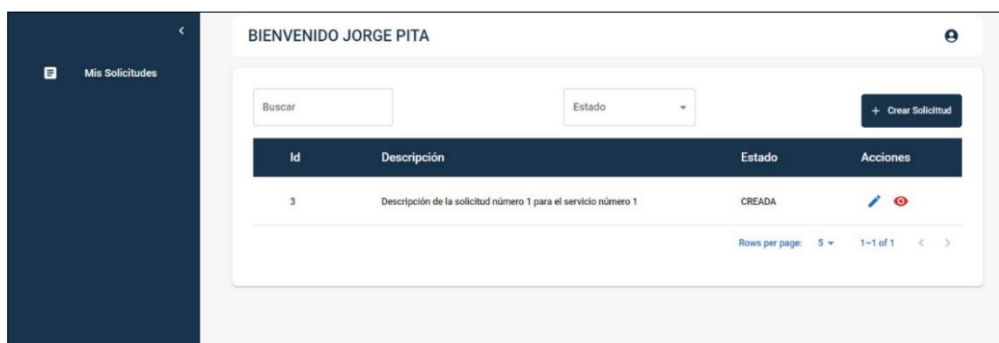 BIENVENIDO JORGE PITA
Mis Solicitudes
Buscar
Estado
+ Crear Solicittud
Id Descripción Estado Acciones
3 Descripción de la solicitud número 1 para el servicio número 1 CREADA
Rows per page: 5 1–1 of 1